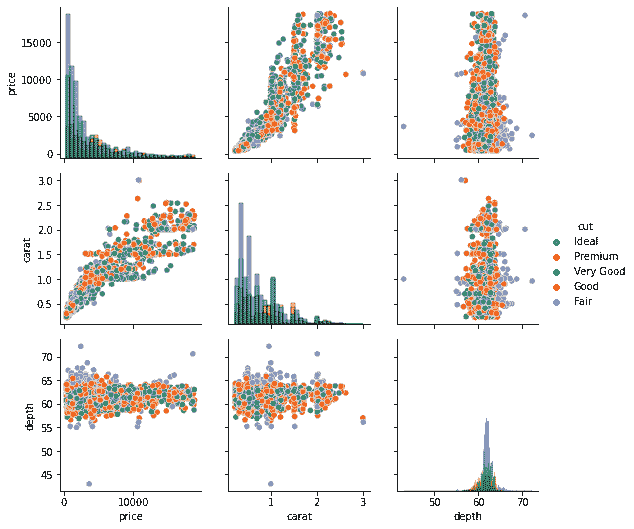 15000
10000
5000
0
price
3.0
2.5
2.0
1.5
1.0
0.5
carat
cut
Ideal
Premium
Very Good
Good
Fair
70
65
60
55
50
45
depth
0 10000
price
1 2 3
carat
50 60 70
depth